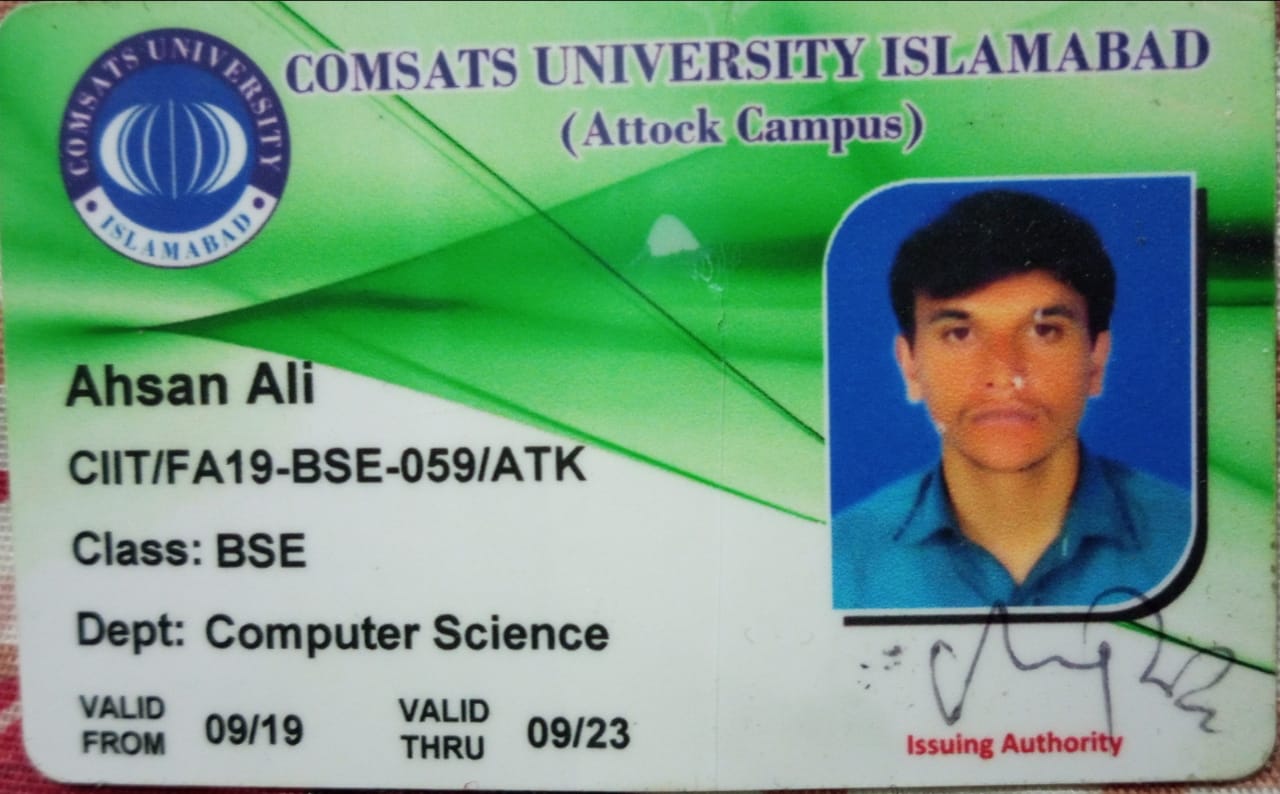 COMSATS UNIVERSITY
ISLAMABAD
COMSATS UNIVERSITY ISLAMABAD
(Attock Campus)
Ahsan Ali
CIIT/FA19-BSE-059/ATK
Class: BSE
Dept: Computer Science
VALID FROM 09/19 VALID THRU 09/23
Issuing Authority